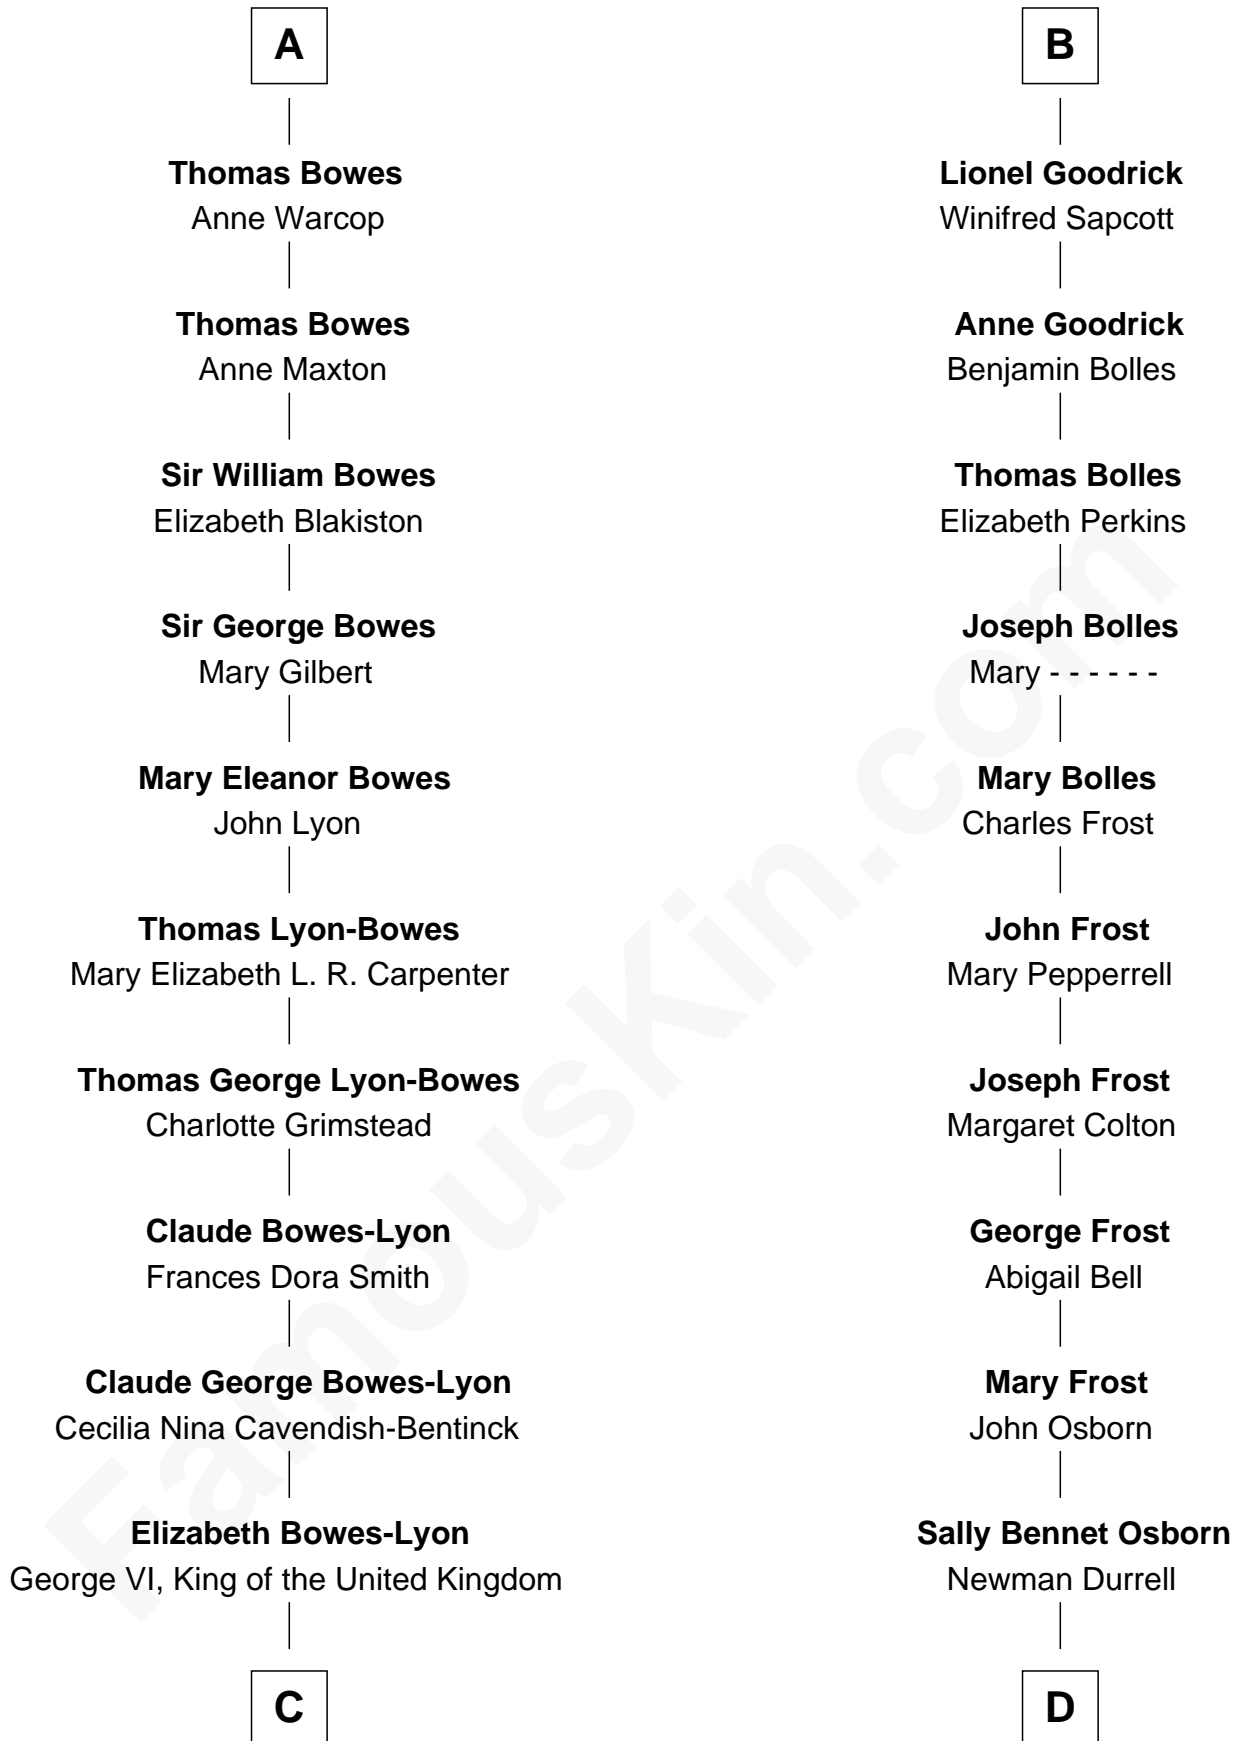 A
Thomas Bowes
Anne Warcop
Thomas Bowes
Anne Maxton
Sir William Bowes
Elizabeth Blakiston
Sir George Bowes
Mary Gilbert
Mary Eleanor Bowes
John Lyon
Thomas Lyon-Bowes
Mary Elizabeth L. R. Carpenter
Thomas George Lyon-Bowes
Charlotte Grimstead
Claude Bowes-Lyon
Frances Dora Smith
Claude George Bowes-Lyon
Cecilia Nina Cavendish-Bentinck
Elizabeth Bowes-Lyon
George VI, King of the United Kingdom
C
B
Lionel Goodrick
Winifred Sapcott
Anne Goodrick
Benjamin Bolles
Thomas Bolles
Elizabeth Perkins
Joseph Bolles
Mary - - - - - -
Mary Bolles
Charles Frost
John Frost
Mary Pepperrell
Joseph Frost
Margaret Colton
George Frost
Abigail Bell
Mary Frost
John Osborn
Sally Bennet Osborn
Newman Durrell
D
FamousKin.com